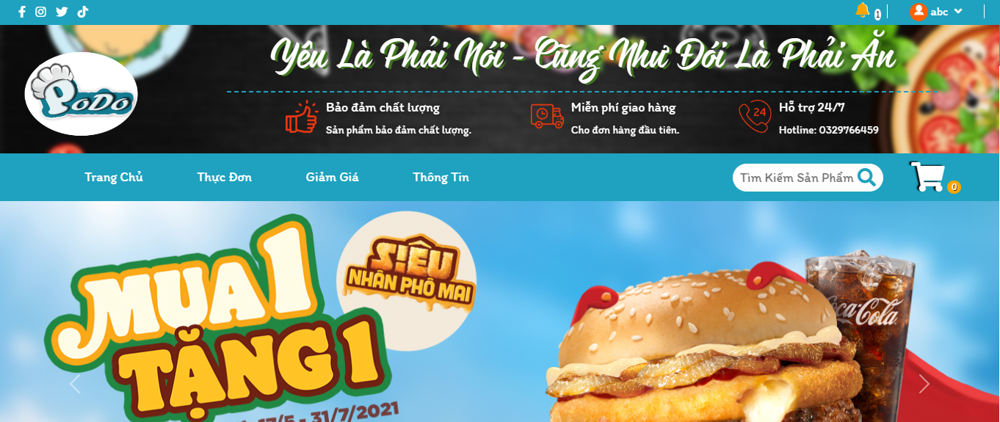 1
abc
Yêu Là Phải Nói - Cũng Như Đói Là Phải Ăn
PoDo
Bảo đảm chất lượng
Sản phẩm bảo đảm chất lượng.
Miễn phí giao hàng
Cho đơn hàng đầu tiên.
24
Hỗ trợ 24/7
Hotline: 0329766459
Trang Chủ
Thực Đơn
Giảm Giá
Thông Tin
Tìm Kiếm Sản Phẩm
0
MUA 1
TẶNG 1
17/5 - 31/7/2021
SIÊU
NHÂN PHÔ MAI
Coca-Cola